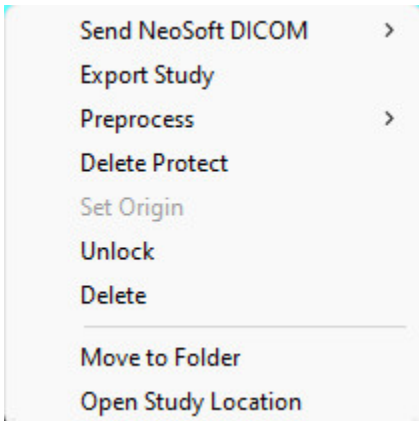 Send NeoSoft DICOM
Export Study
Preprocess
Delete Protect
Set Origin
Unlock
Delete
Move to Folder
Open Study Location